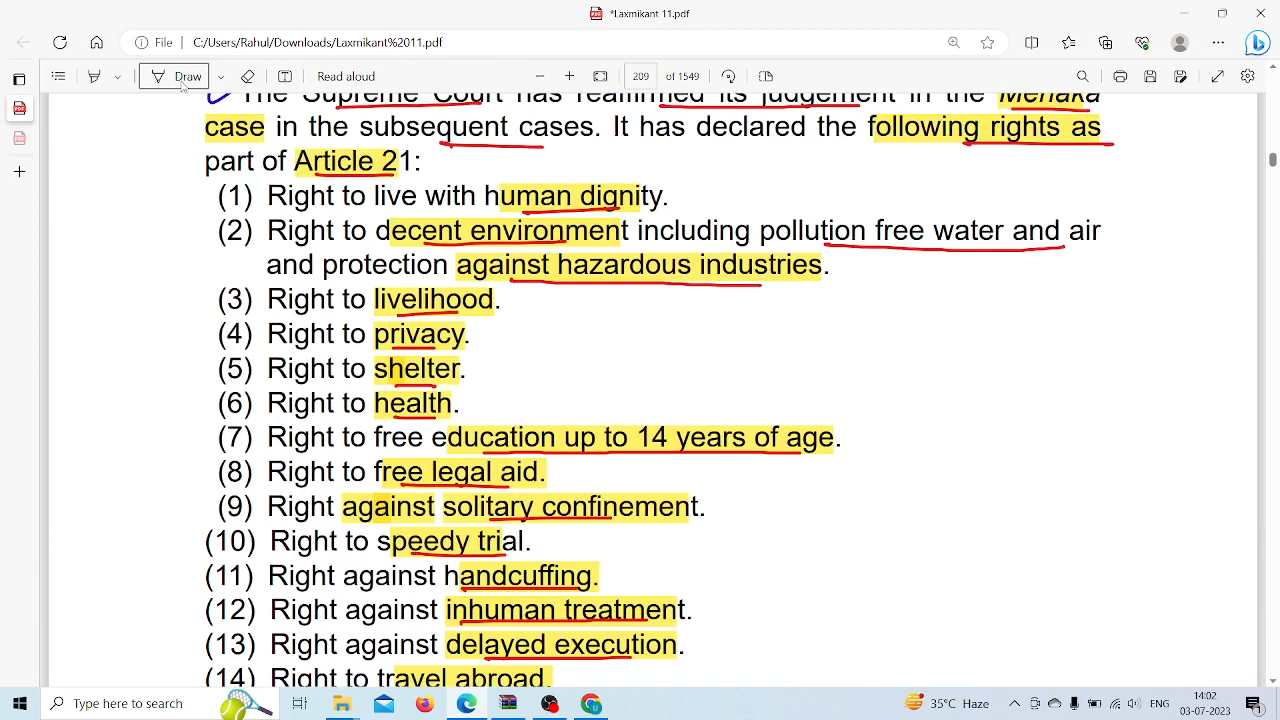 *Laxmikant 11.pdf
File C:/Users/Rahul/Downloads/Laxmikant%2011.pdf
Draw Read aloud 209 of 1549
The Supreme Court has reaffirmed its judgement in the Menaka
case in the subsequent cases. It has declared the following rights as
part of Article 21:
(1) Right to live with human dignity.
(2) Right to decent environment including pollution free water and air
and protection against hazardous industries.
(3) Right to livelihood.
(4) Right to privacy.
(5) Right to shelter.
(6) Right to health.
(7) Right to free education up to 14 years of age.
(8) Right to free legal aid.
(9) Right against solitary confinement.
(10) Right to speedy trial.
(11) Right against handcuffing.
(12) Right against inhuman treatment.
(13) Right against delayed execution.
(14) Right to travel abroad.
Type here to search 35°C Haze ENG 14:00
03-07-2023